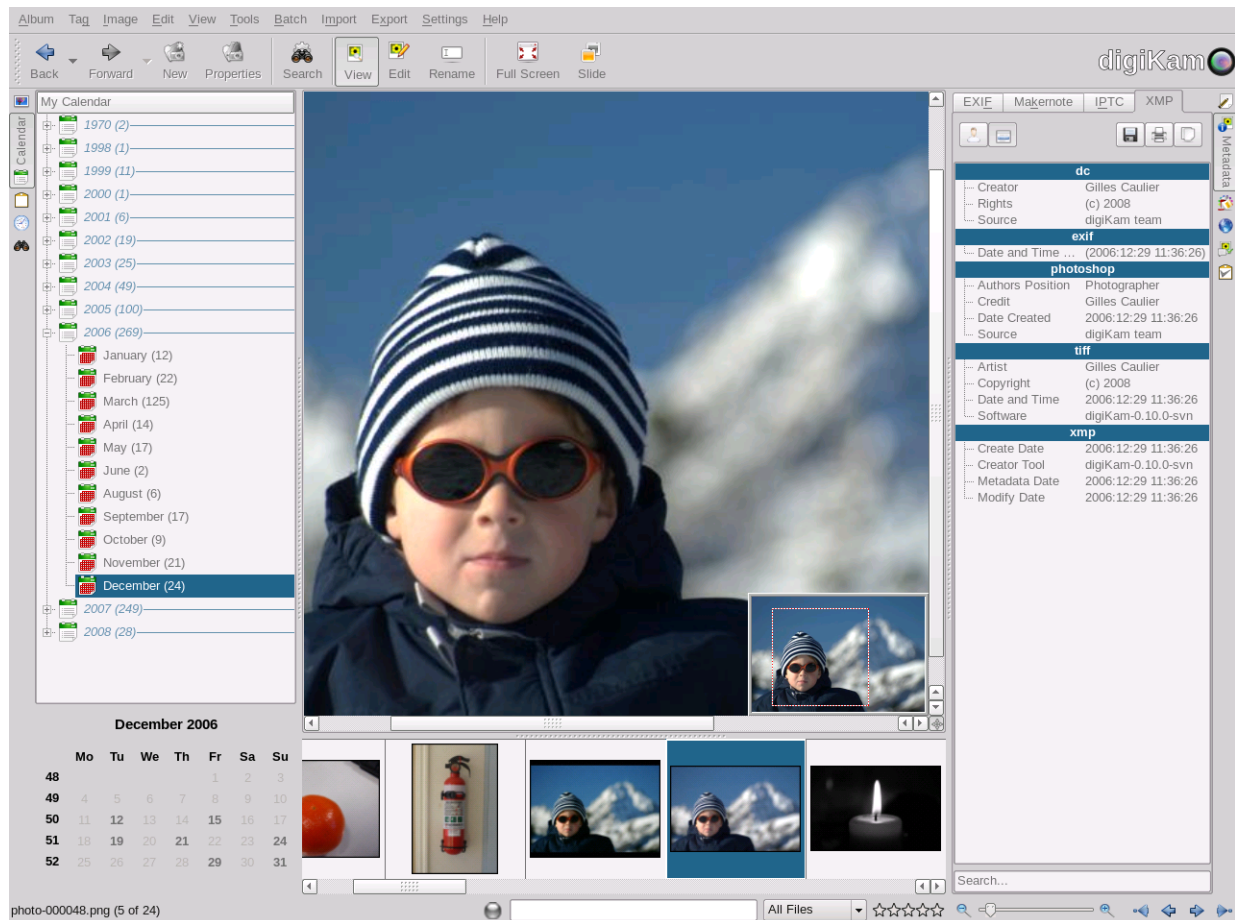 Album Tag Image Edit View Tools Batch Import Export Settings Help
Back Forward New Properties Search View Edit Rename Full Screen Slide
digiKam
Calendar
My Calendar
1970 (2)
1998 (1)
1999 (11)
2000 (1)
2001 (6)
2002 (19)
2003 (25)
2004 (49)
2005 (100)
2006 (269)
January (12)
February (22)
March (125)
April (14)
May (17)
June (2)
August (6)
September (17)
October (9)
November (21)
December (24)
2007 (249)
2008 (28)
December 2006
Mo Tu We Th Fr Sa Su
48 1 2 3
49 4 5 6 7 8 9 10
50 11 12 13 14 15 16 17
51 18 19 20 21 22 23 24
52 25 26 27 28 29 30 31
EXIF Makernote IPTC XMP
Metadata
dc
Creator Gilles Caulier
Rights (c) 2008
Source digiKam team
exif
Date and Time ... (2006:12:29 11:36:26)
photoshop
Authors Position Photographer
Credit Gilles Caulier
Date Created 2006:12:29 11:36:26
Source digiKam team
tiff
Artist Gilles Caulier
Copyright (c) 2008
Date and Time 2006:12:29 11:36:26
Software digiKam-0.10.0-svn
xmp
Create Date 2006:12:29 11:36:26
Creator Tool digiKam-0.10.0-svn
Metadata Date 2006:12:29 11:36:26
Modify Date 2006:12:29 11:36:26
Search...
photo-000048.png (5 of 24)
All Files